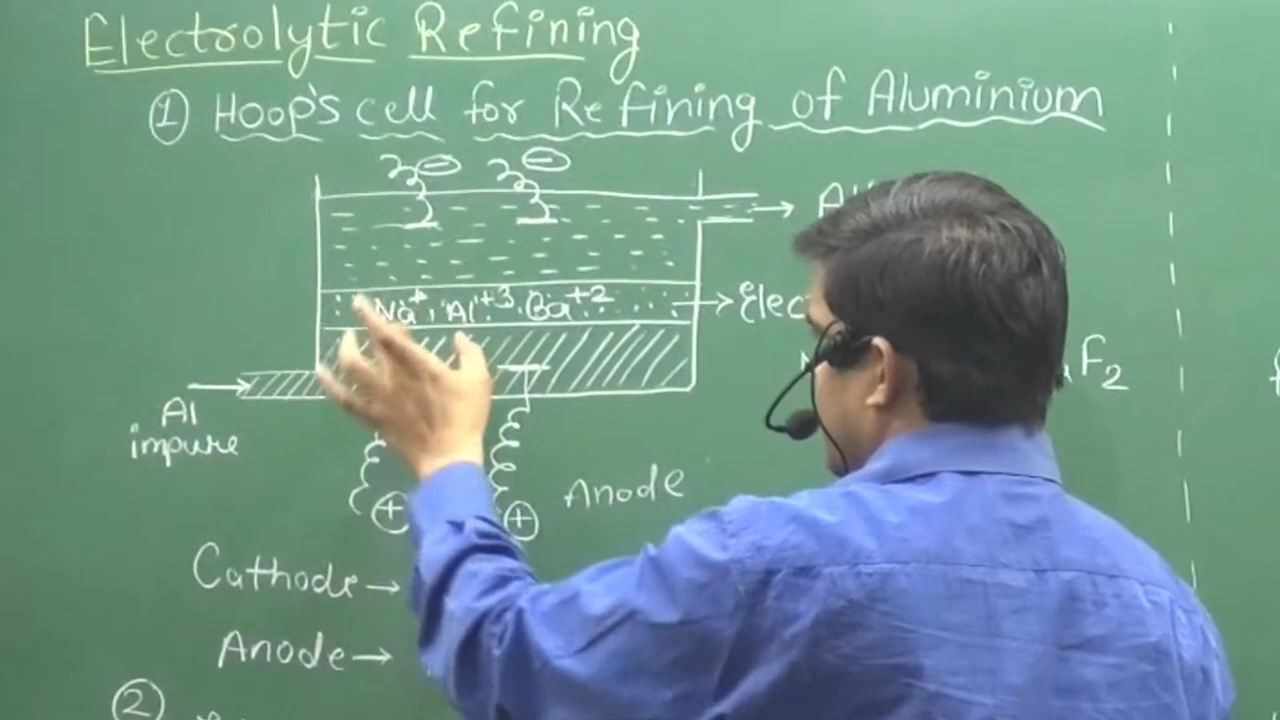 Electrolytic Refining
① Hoop's cell for Refining of Aluminium
⊖ ⊖
Al
Na⁺, Al⁺³, Ba⁺²
F₂
Al
impure
⊕ ⊕ Anode
Cathode →
Anode →
②